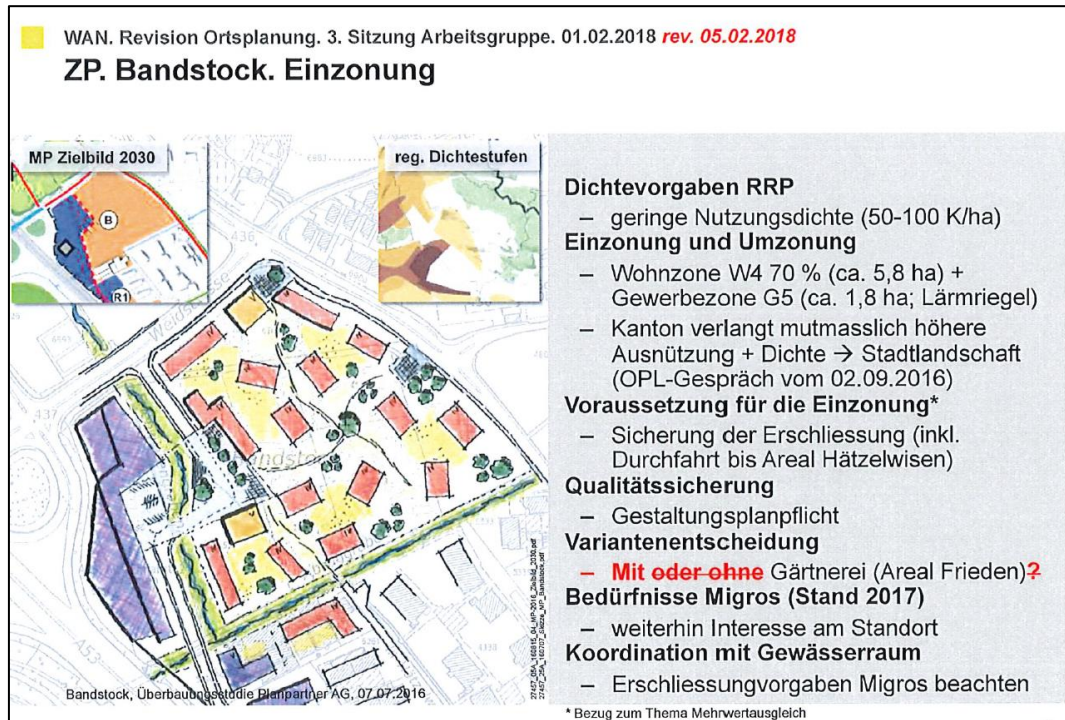 WAN. Revision Ortsplanung. 3. Sitzung Arbeitsgruppe. 01.02.2018 rev. 05.02.2018
ZP. Bandstock. Einzonung
MP Zielbild 2030
B
R1
reg. Dichtestufen
436
437
453
Bandstock, Überbauungsstudie Planpartner AG, 07.07.2016
Dichtevorgaben RRP
– geringe Nutzungsdichte (50-100 K/ha)
Einzonung und Umzonung
– Wohnzone W4 70 % (ca. 5,8 ha) +
Gewerbezone G5 (ca. 1,8 ha; Lärmriegel)
– Kanton verlangt mutmasslich höhere
Ausnützung + Dichte → Stadtlandschaft
(OPL-Gespräch vom 02.09.2016)
Voraussetzung für die Einzonung*
– Sicherung der Erschliessung (inkl.
Durchfahrt bis Areal Hätzelwisen)
Qualitätssicherung
– Gestaltungsplanpflicht
Variantenentscheidung
– Mit oder ohne Gärtnerei (Areal Frieden)?
Bedürfnisse Migros (Stand 2017)
– weiterhin Interesse am Standort
Koordination mit Gewässerraum
– Erschliessungvorgaben Migros beachten
* Bezug zum Thema Mehrwertausgleich